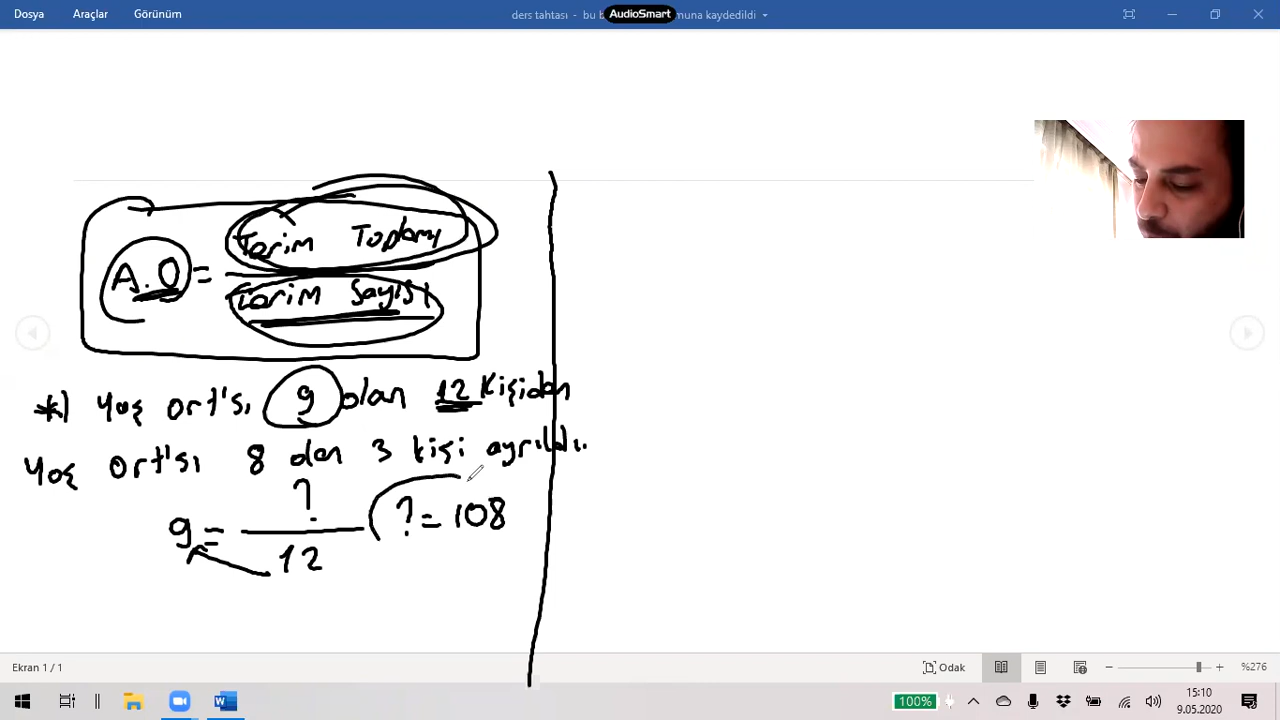 Dosya Araçlar Görünüm
ders tahtası - bu b
AudioSmart
muna kaydedildi
A.O = Terim Toplamı
Terim Sayısı
*) Yaş ort'sı 9 olan 12 kişiden
Yaş ort'sı 8 den 3 kişi ayrıldı.
9 = ? ? = 108
12
Ekran 1 / 1
Odak
%276
100%
15:10
9.05.2020